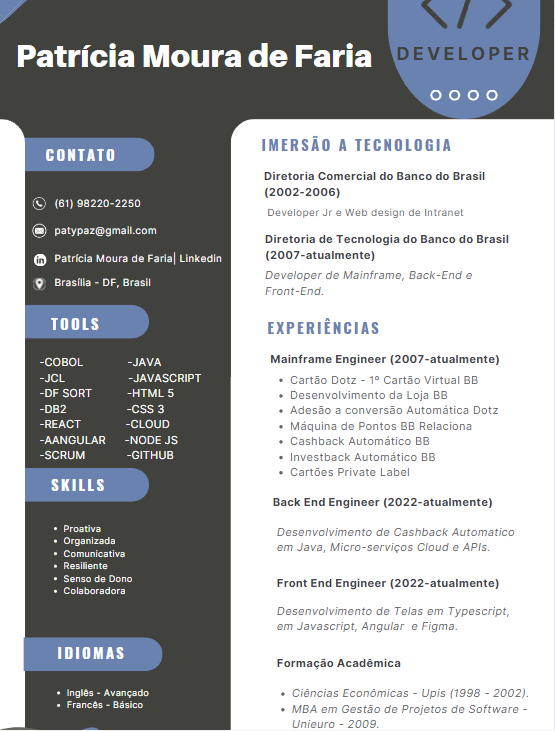 Patrícia Moura de Faria
DEVELOPER
CONTATO
(61) 98220-2250
patypaz@gmail.com
Patrícia Moura de Faria| Linkedin
Brasília - DF, Brasil
TOOLS
-COBOL -JAVA
-JCL -JAVASCRIPT
-DF SORT -HTML 5
-DB2 -CSS 3
-REACT -CLOUD
-AANGULAR -NODE JS
-SCRUM -GITHUB
SKILLS
• Proativa
• Organizada
• Comunicativa
• Resiliente
• Senso de Dono
• Colaboradora
IDIOMAS
• Inglês - Avançado
• Francês - Básico
IMERSÃO A TECNOLOGIA
Diretoria Comercial do Banco do Brasil
(2002-2006)
Developer Jr e Web design de Intranet
Diretoria de Tecnologia do Banco do Brasil
(2007-atualmente)
Developer de Mainframe, Back-End e
Front-End.
EXPERIÊNCIAS
Mainframe Engineer (2007-atualmente)
• Cartão Dotz - 1º Cartão Virtual BB
• Desenvolvimento da Loja BB
• Adesão a conversão Automática Dotz
• Máquina de Pontos BB Relaciona
• Cashback Automático BB
• Investback Automático BB
• Cartões Private Label
Back End Engineer (2022-atualmente)
Desenvolvimento de Cashback Automatico
em Java, Micro-serviços Cloud e APIs.
Front End Engineer (2022-atualmente)
Desenvolvimento de Telas em Typescript,
em Javascript, Angular e Figma.
Formação Acadêmica
• Ciências Econômicas - Upis (1998 - 2002).
• MBA em Gestão de Projetos de Software -
Unieuro - 2009.